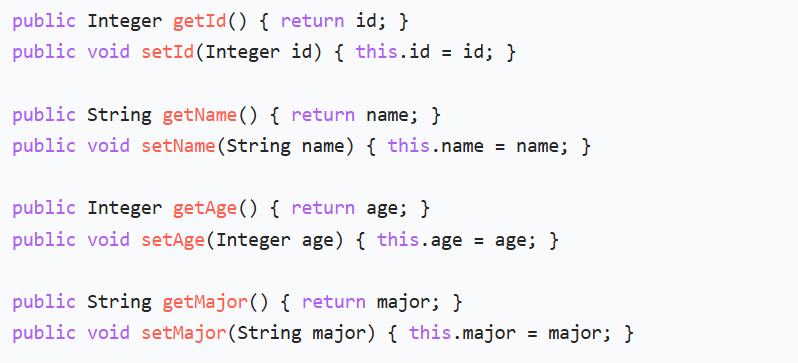 public Integer getId() { return id; }
public void setId(Integer id) { this.id = id; }
public String getName() { return name; }
public void setName(String name) { this.name = name; }
public Integer getAge() { return age; }
public void setAge(Integer age) { this.age = age; }
public String getMajor() { return major; }
public void setMajor(String major) { this.major = major; }